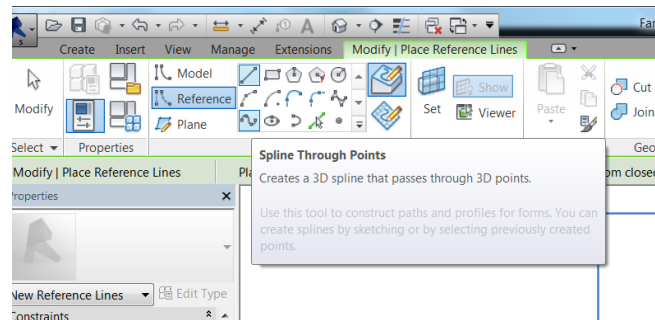 Fa
Create Insert View Manage Extensions Modify | Place Reference Lines
Model
Reference
Plane
Modify
Set
Show
Viewer
Paste
Cut
Join
Select Properties
Geo
Modify | Place Reference Lines
Pla
om closed
Spline Through Points
Creates a 3D spline that passes through 3D points.
Use this tool to construct paths and profiles for forms. You can
create splines by sketching or by selecting previously created
points.
Properties
New Reference Lines Edit Type
Constraints